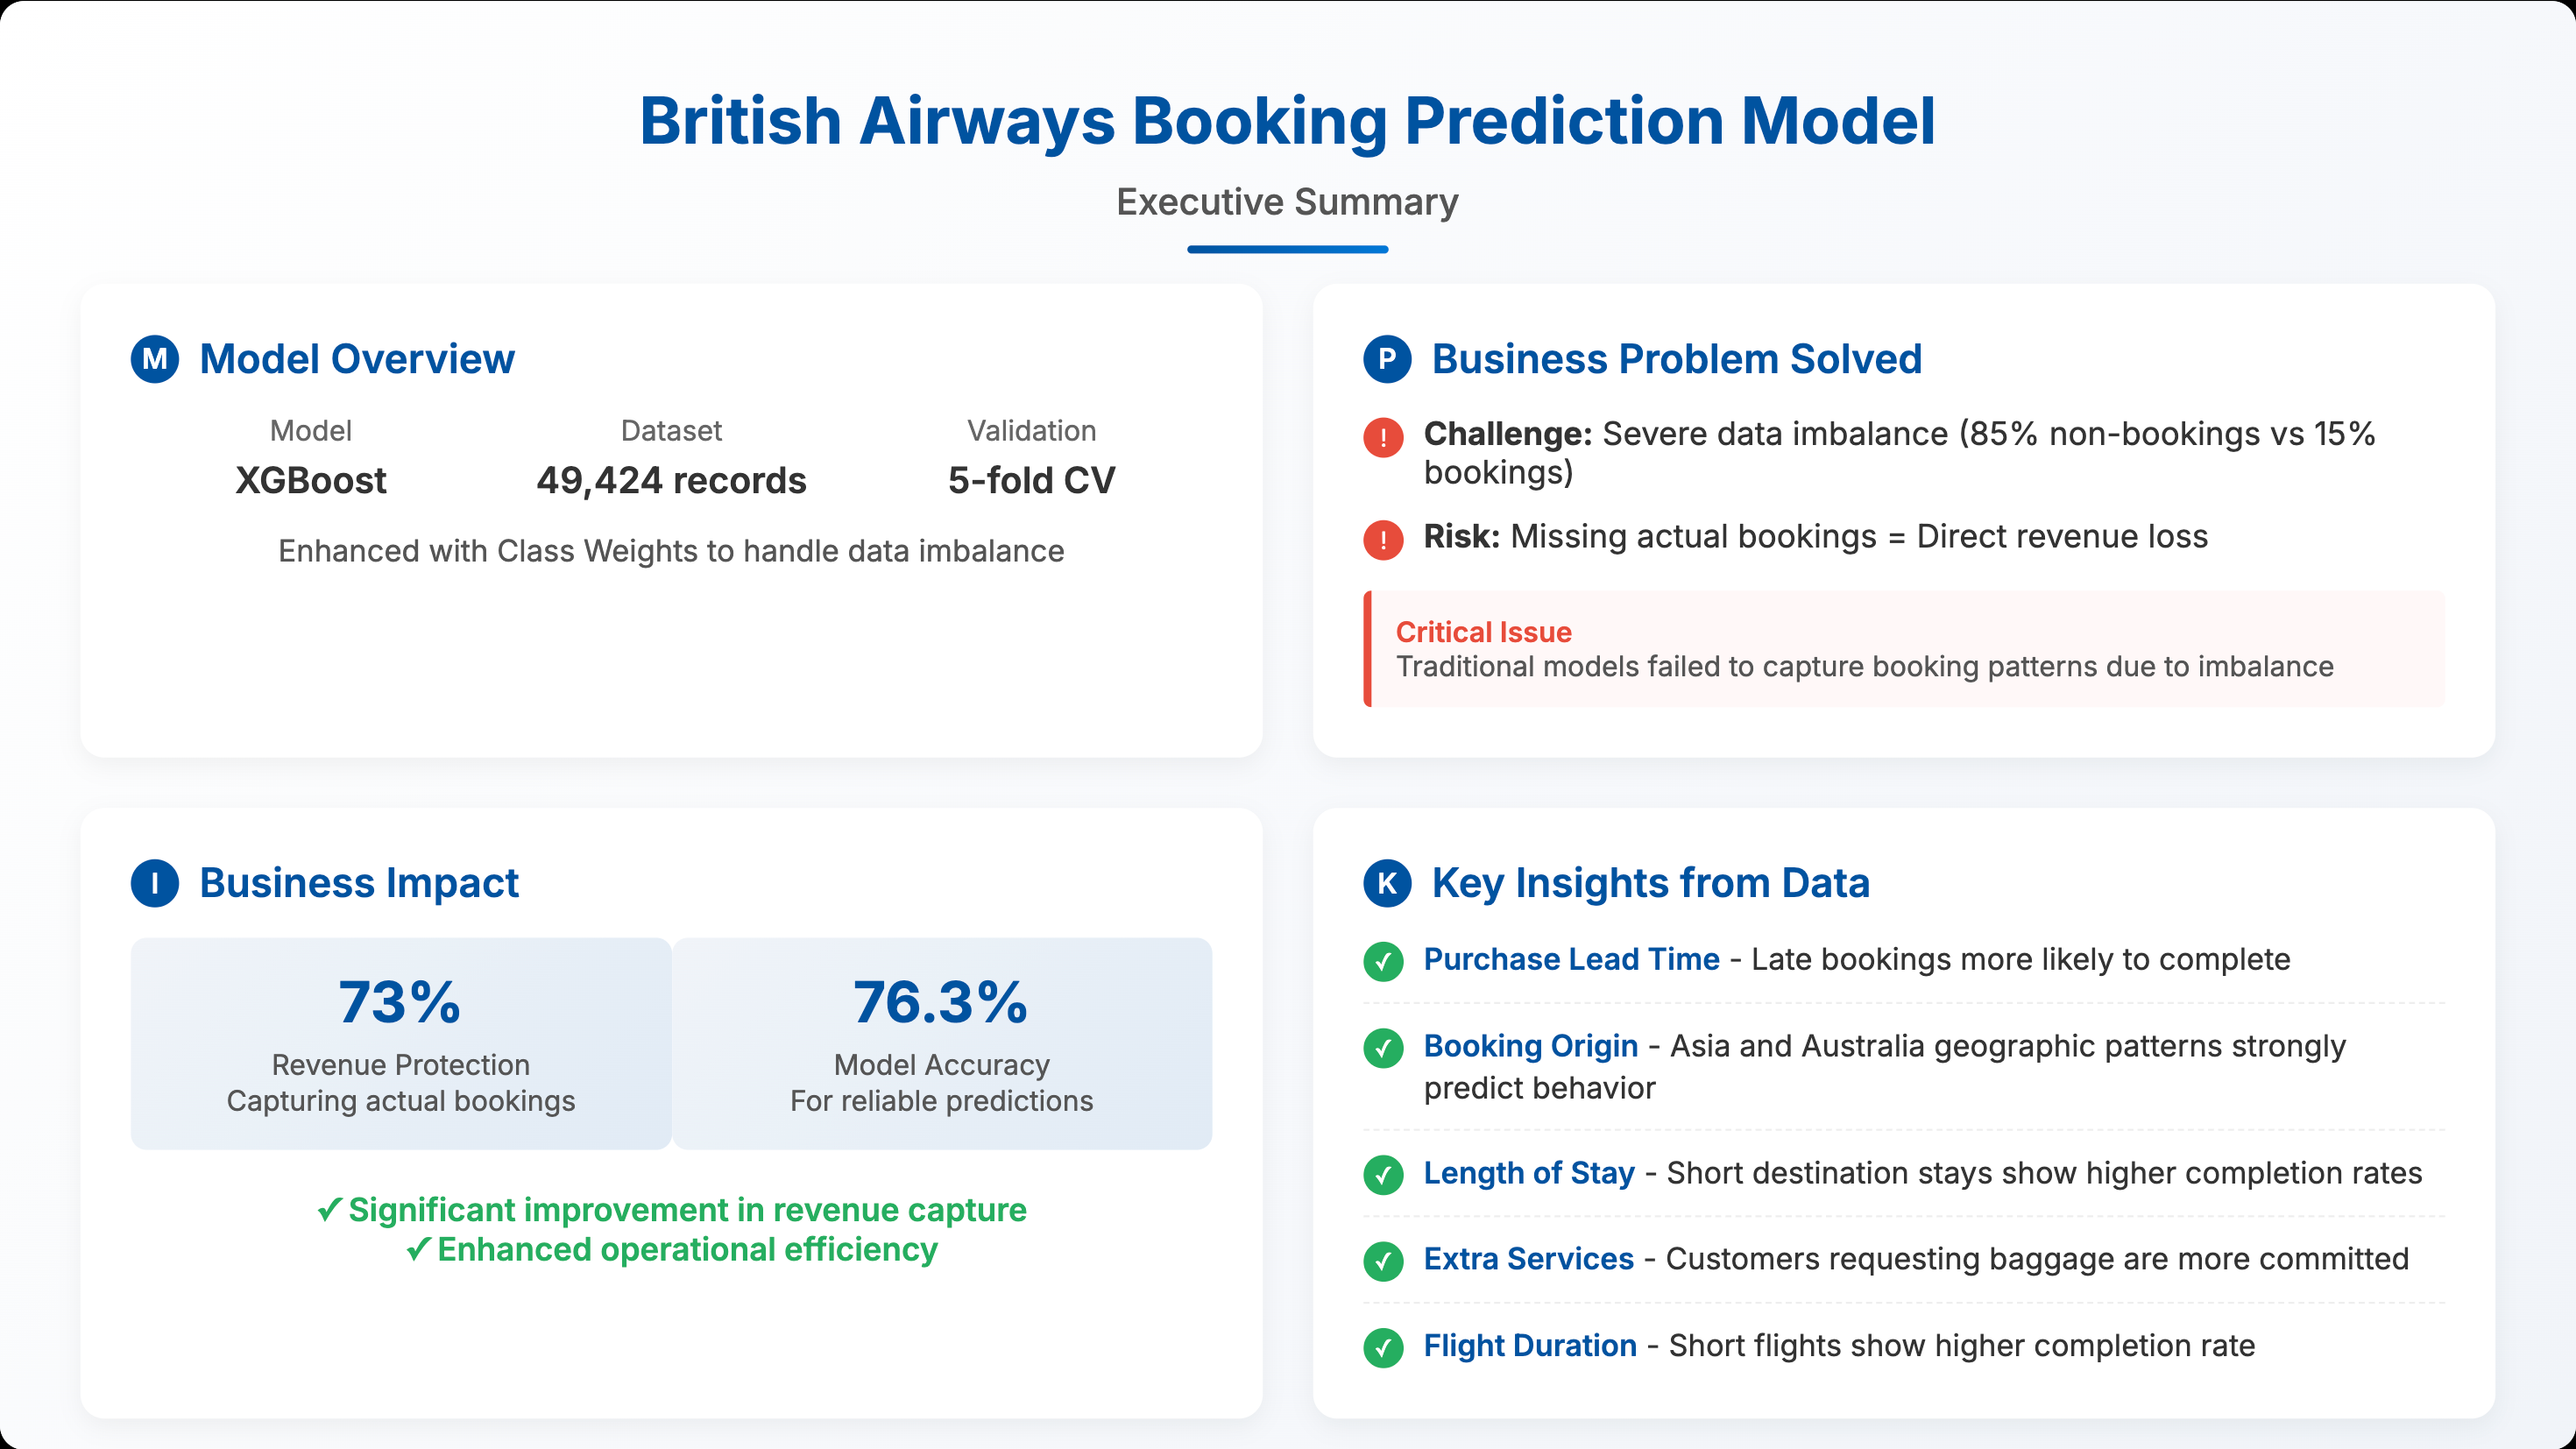 British Airways Booking Prediction Model
Executive Summary
M Model Overview
Model
XGBoost
Dataset
49,424 records
Validation
5-fold CV
Enhanced with Class Weights to handle data imbalance
P Business Problem Solved
! Challenge: Severe data imbalance (85% non-bookings vs 15%
bookings)
! Risk: Missing actual bookings = Direct revenue loss
Critical Issue
Traditional models failed to capture booking patterns due to imbalance
I Business Impact
73%
Revenue Protection
Capturing actual bookings
76.3%
Model Accuracy
For reliable predictions
✓ Significant improvement in revenue capture
✓ Enhanced operational efficiency
K Key Insights from Data
✓ Purchase Lead Time - Late bookings more likely to complete
✓ Booking Origin - Asia and Australia geographic patterns strongly
predict behavior
✓ Length of Stay - Short destination stays show higher completion rates
✓ Extra Services - Customers requesting baggage are more committed
✓ Flight Duration - Short flights show higher completion rate